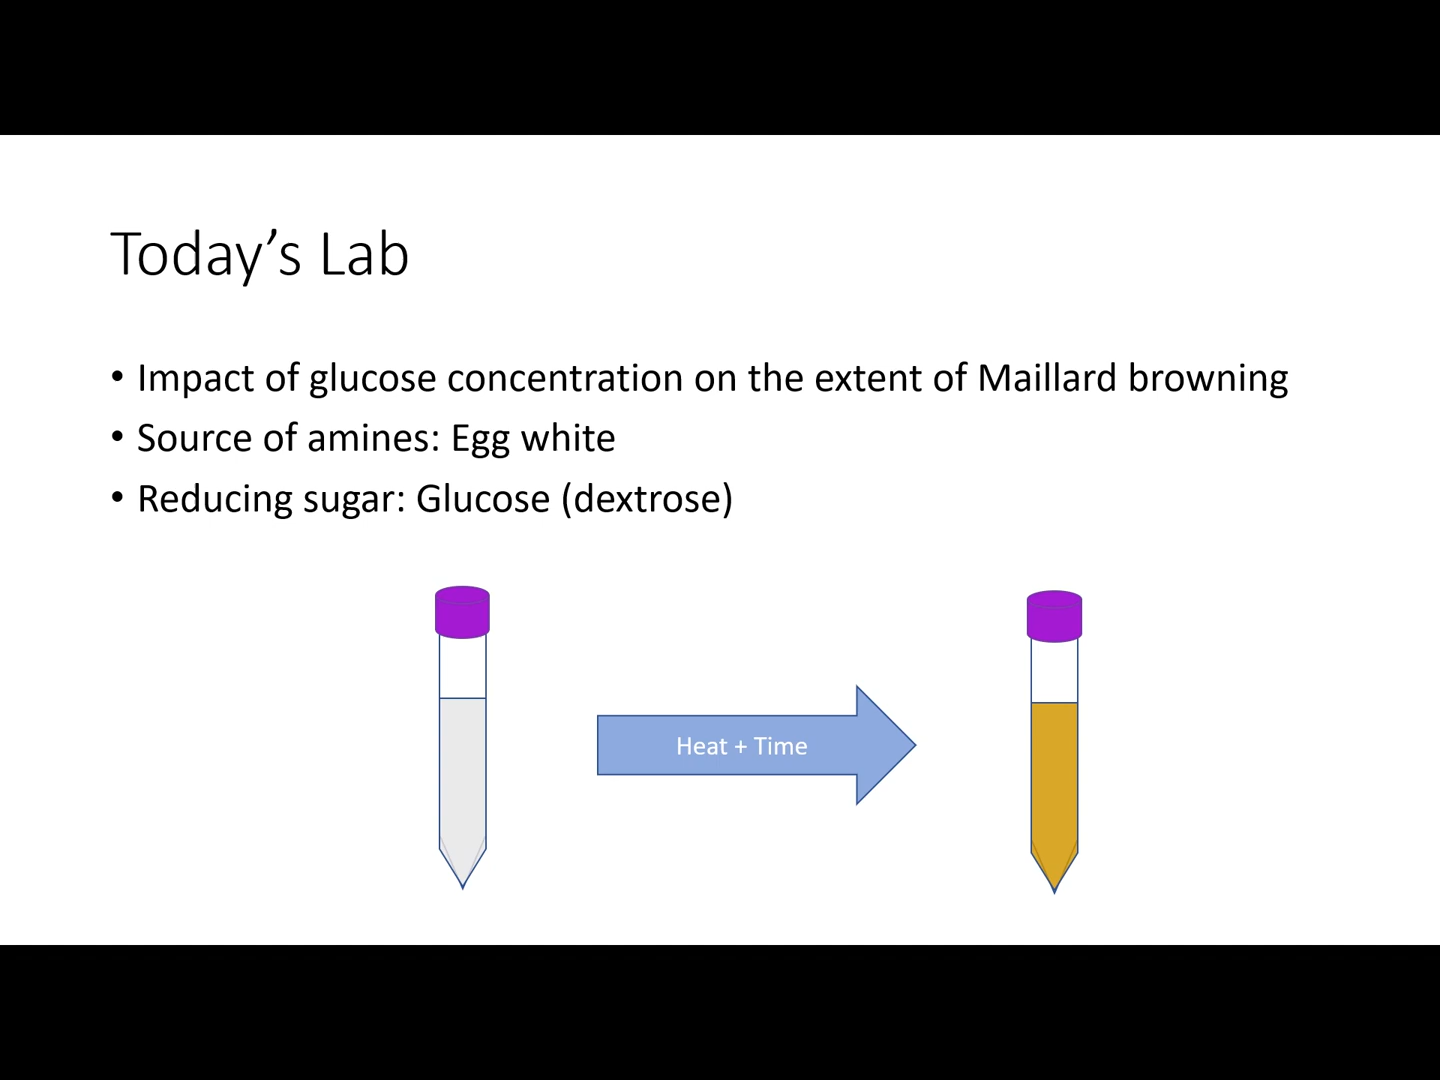 Today’s Lab
• Impact of glucose concentration on the extent of Maillard browning
• Source of amines: Egg white
• Reducing sugar: Glucose (dextrose)
Heat + Time